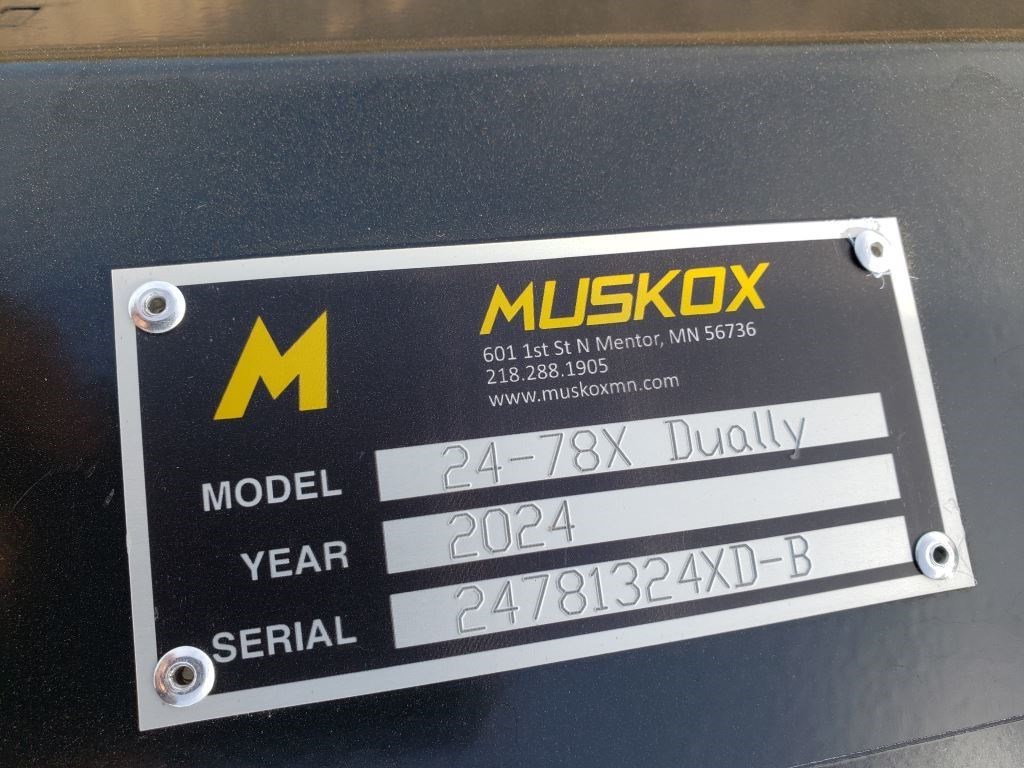 M
MUSKOX
601 1st St N Mentor, MN 56736
218.288.1905
www.muskoxmn.com
MODEL 24-78X Dually
YEAR 2024
SERIAL 24781324XD-B